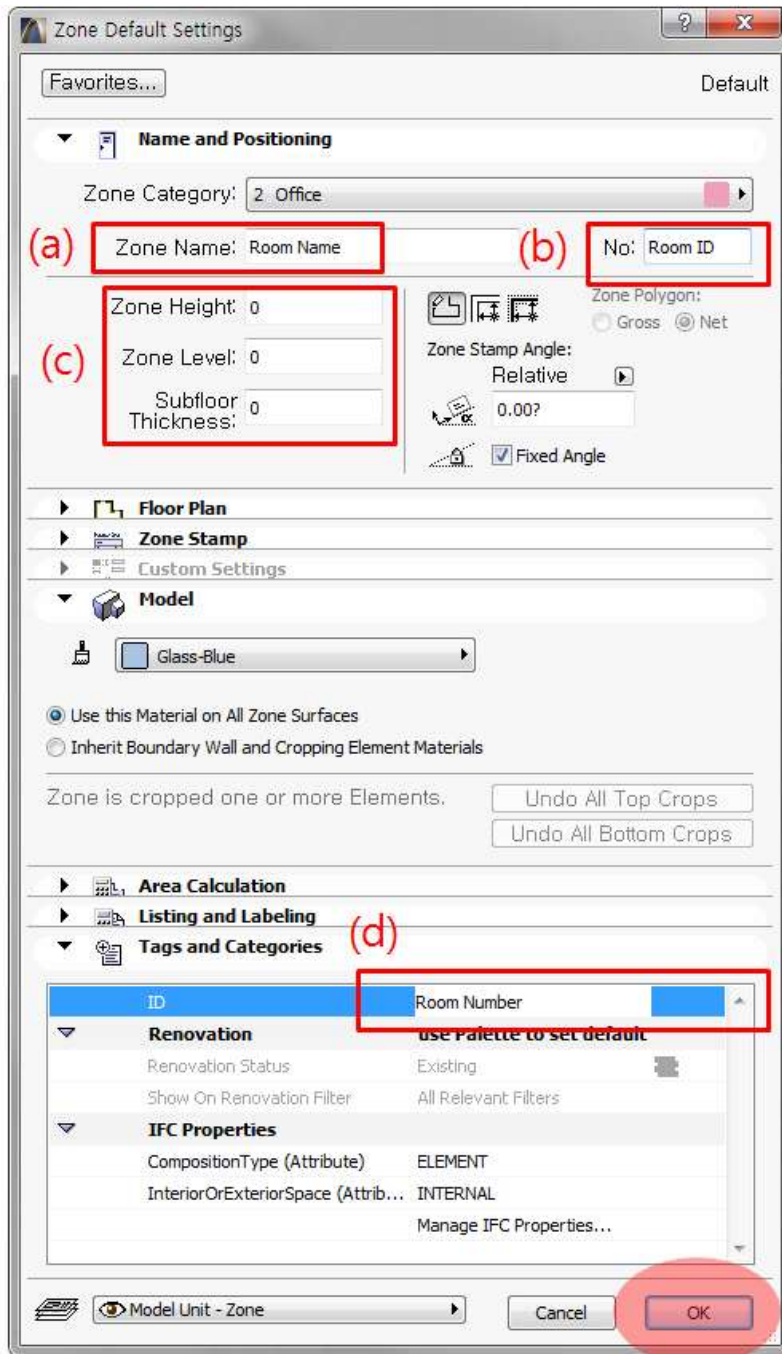 Zone Default Settings
Favorites... Default
Name and Positioning
Zone Category: 2 Office
(a) Zone Name: Room Name (b) No: Room ID
(c)
Zone Height: 0
Zone Level: 0
Subfloor Thickness: 0
Zone Polygon:
Gross Net
Zone Stamp Angle:
Relative
α 0.00?
Fixed Angle
Floor Plan
Zone Stamp
Custom Settings
Model
Glass-Blue
Use this Material on All Zone Surfaces
Inherit Boundary Wall and Cropping Element Materials
Zone is cropped one or more Elements. Undo All Top Crops
Undo All Bottom Crops
Area Calculation
Listing and Labeling
Tags and Categories (d)
ID Room Number
Renovation use Palette to set default
Renovation Status Existing
Show On Renovation Filter All Relevant Filters
IFC Properties
CompositionType (Attribute) ELEMENT
InteriorOrExteriorSpace (Attrib... INTERNAL
Manage IFC Properties...
Model Unit - Zone Cancel OK